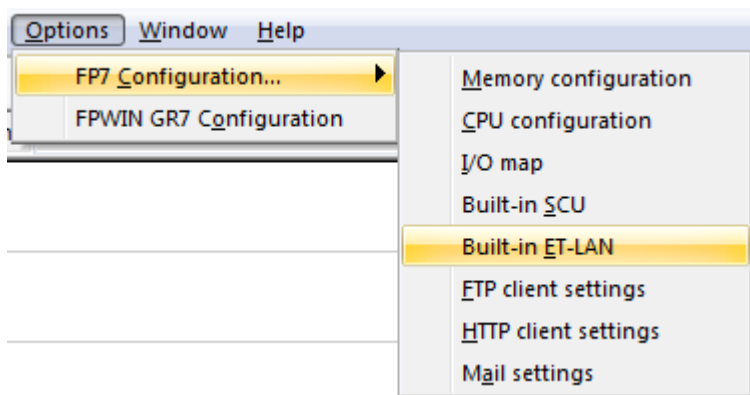 Options Window Help
FP7 Configuration...
FPWIN GR7 Configuration
Memory configuration
CPU configuration
I/O map
Built-in SCU
Built-in ET-LAN
FTP client settings
HTTP client settings
Mail settings